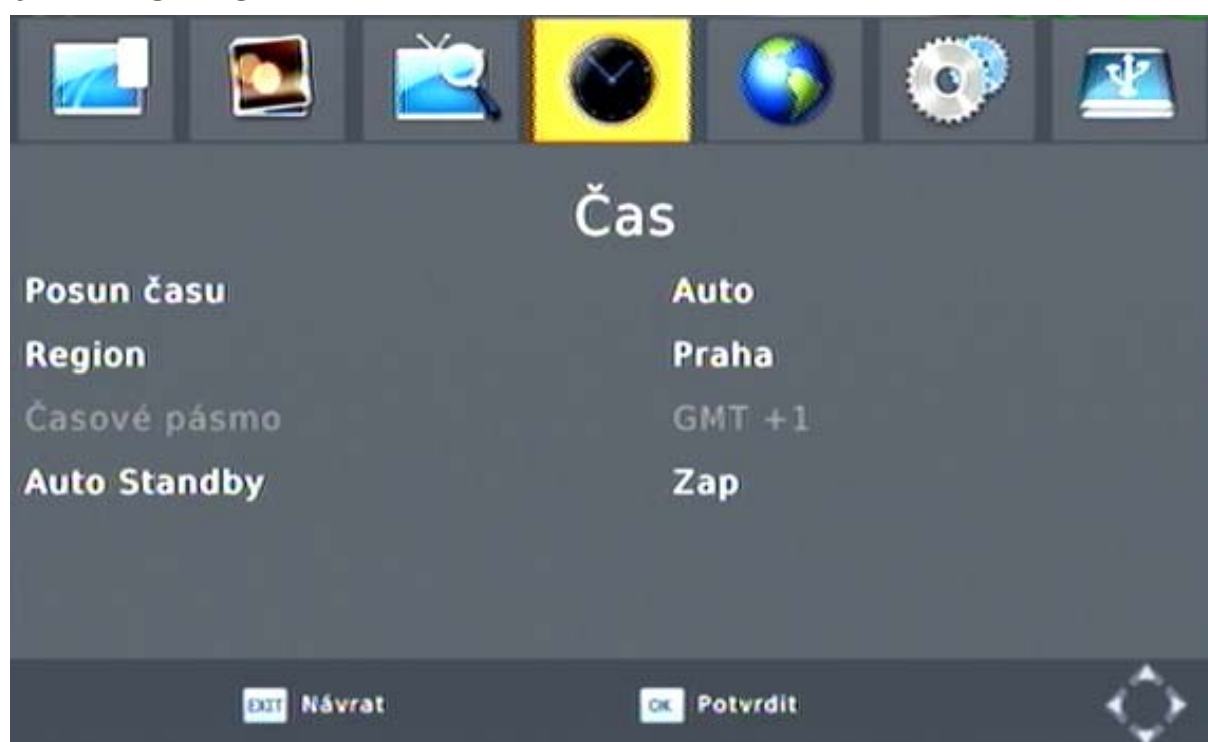 Čas
Posun času Auto
Region Praha
Časové pásmo GMT +1
Auto Standby Zap
EXIT Návrat OK Potvrdit